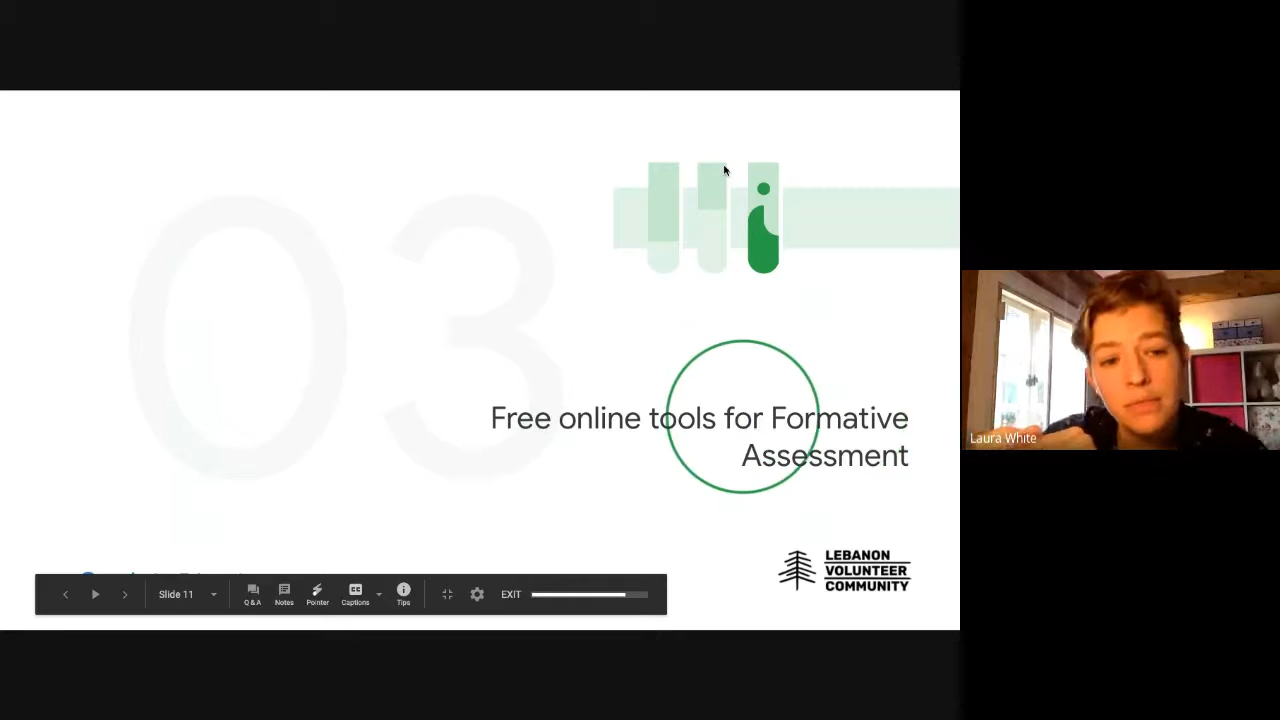 03
Free online tools for Formative
Assessment
LEBANON
VOLUNTEER
COMMUNITY
Slide 11
Q&A
Notes
Pointer
Captions
Tips
EXIT
Laura White